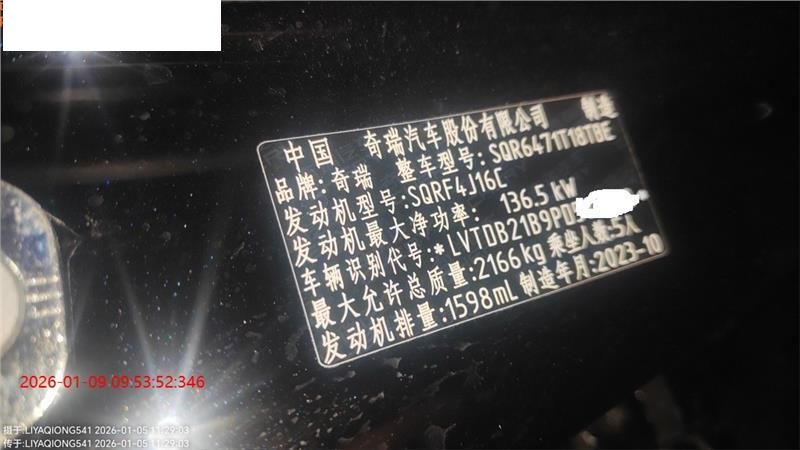 中国 奇瑞汽车股份有限公司 制造
品牌:奇瑞 整车型号:SQR6471T18TBE
发动机型号:SQRF4J16C
发动机最大净功率: 136.5 kW
车辆识别代号:*LVTDB21B9PD
最大允许总质量:2166kg 乘坐人数:5人
发动机排量:1598mL 制造年月:2023-10
2026-01-09 09:53:52:346
摄于:LIYAQIONG541 2026-01-05 11:29:03
传于:LIYAQIONG541 2026-01-05 11:29:03